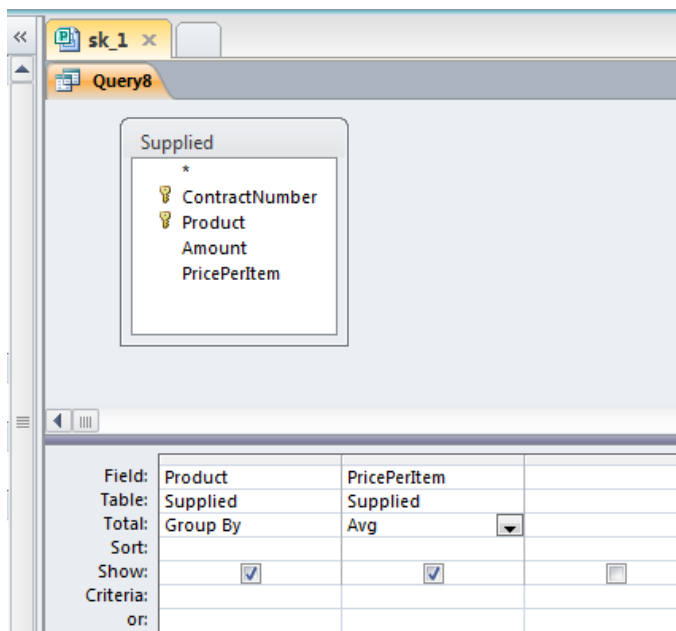 sk_1
Query8
Supplied
*
ContractNumber
Product
Amount
PricePerItem
Field: Product PricePerItem
Table: Supplied Supplied
Total: Group By Avg
Sort:
Show:
Criteria:
or: